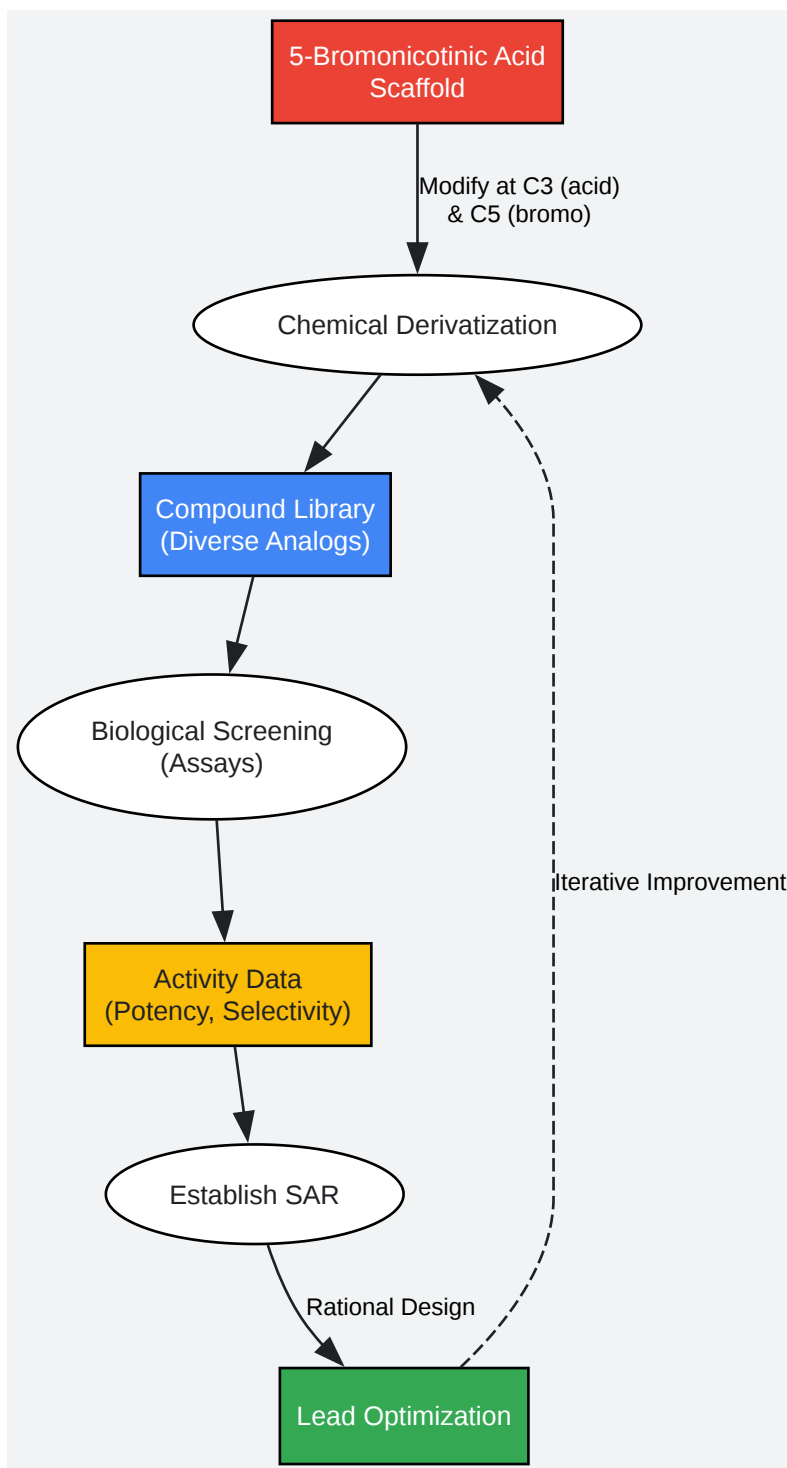 5-Bromonicotinic Acid
Scaffold
Modify at C3 (acid)
& C5 (bromo)
Chemical Derivatization
Compound Library
(Diverse Analogs)
Biological Screening
(Assays)
Iterative Improvement
Activity Data
(Potency, Selectivity)
Establish SAR
Rational Design
Lead Optimization